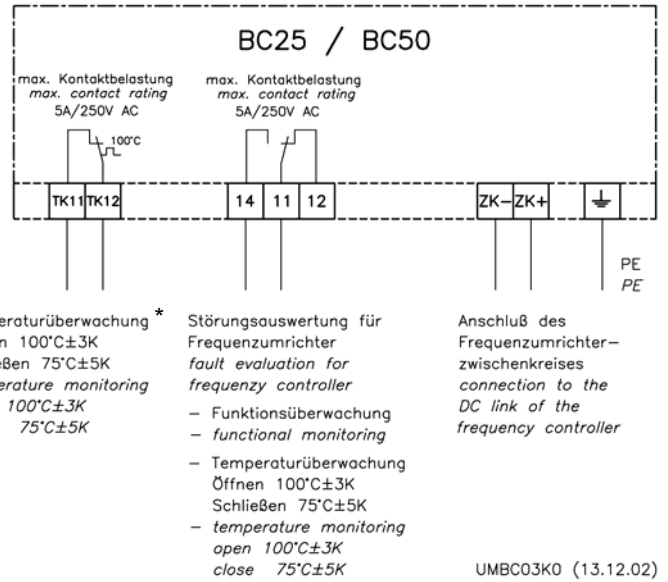 BC25 / BC50
max. Kontaktbelastung
max. contact rating
5A/250V AC
100°C
max. Kontaktbelastung
max. contact rating
5A/250V AC
TK11 TK12
14 11 12
ZK- ZK+
PE
PE
eraturüberwachung *
n 100°C±3K
eßen 75°C±5K
erature monitoring
100°C±3K
75°C±5K
Störungsauswertung für
Frequenzumrichter
fault evaluation for
frequenzy controller
– Funktionsüberwachung
– functional monitoring
– Temperaturüberwachung
Öffnen 100°C±3K
Schließen 75°C±5K
– temperature monitoring
open 100°C±3K
close 75°C±5K
Anschluß des
Frequenzumrichter–
zwischenkreises
connection to the
DC link of the
frequency controller
UMBC03K0 (13.12.02)